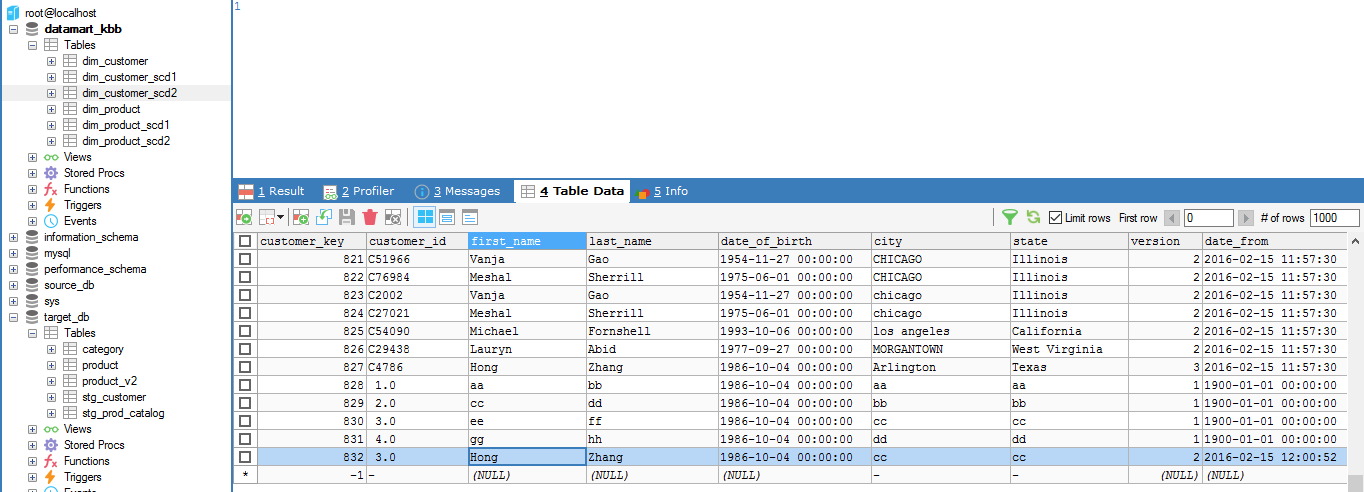 root@localhost
datamart_kbb
Tables
dim_customer
dim_customer_scd1
dim_customer_scd2
dim_product
dim_product_scd1
dim_product_scd2
Views
Stored Procs
Functions
Triggers
Events
information_schema
mysql
performance_schema
source_db
sys
target_db
Tables
category
product
product_v2
stg_customer
stg_prod_catalog
Views
Stored Procs
Functions
Triggers
Events
1
1 Result 2 Profiler 3 Messages 4 Table Data 5 Info
Limit rows First row 0 # of rows 1000
customer_key customer_id first_name last_name date_of_birth city state version date_from
821 C51966 Vanja Gao 1954-11-27 00:00:00 CHICAGO Illinois 2 2016-02-15 11:57:30
822 C76984 Meshal Sherrill 1975-06-01 00:00:00 CHICAGO Illinois 2 2016-02-15 11:57:30
823 C2002 Vanja Gao 1954-11-27 00:00:00 chicago Illinois 2 2016-02-15 11:57:30
824 C27021 Meshal Sherrill 1975-06-01 00:00:00 chicago Illinois 2 2016-02-15 11:57:30
825 C54090 Michael Fornshell 1993-10-06 00:00:00 los angeles California 2 2016-02-15 11:57:30
826 C29438 Lauryn Abid 1977-09-27 00:00:00 MORGANTOWN West Virginia 2 2016-02-15 11:57:30
827 C4786 Hong Zhang 1986-10-04 00:00:00 Arlington Texas 3 2016-02-15 11:57:30
828 1.0 aa bb 1986-10-04 00:00:00 aa aa 1 1900-01-01 00:00:00
829 2.0 cc dd 1986-10-04 00:00:00 bb bb 1 1900-01-01 00:00:00
830 3.0 ee ff 1986-10-04 00:00:00 cc cc 1 1900-01-01 00:00:00
831 4.0 gg hh 1986-10-04 00:00:00 dd dd 1 1900-01-01 00:00:00
832 3.0 Hong Zhang 1986-10-04 00:00:00 cc cc 2 2016-02-15 12:00:52
* -1 - (NULL) (NULL) (NULL) - - (NULL) (NULL)